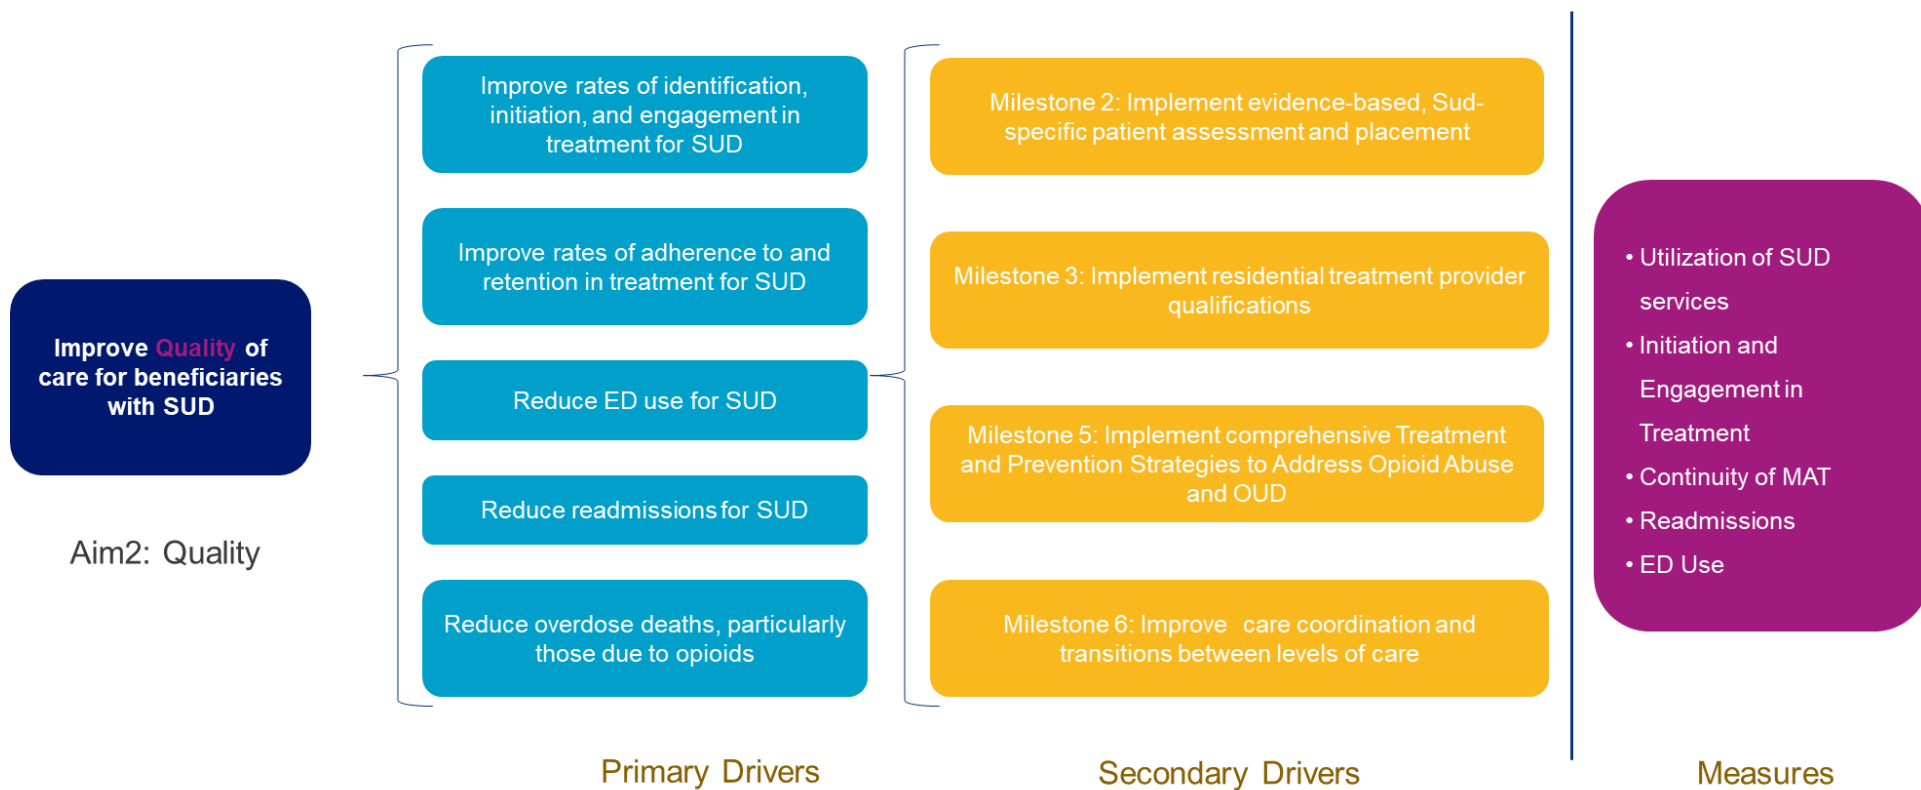 Improve Quality of
care for beneficiaries
with SUD
Aim2: Quality
Improve rates of identification,
initiation, and engagement in
treatment for SUD
Improve rates of adherence to and
retention in treatment for SUD
Reduce ED use for SUD
Reduce readmissions for SUD
Reduce overdose deaths, particularly
those due to opioids
Primary Drivers
Milestone 2: Implement evidence-based, Sud-
specific patient assessment and placement
Milestone 3: Implement residential treatment provider
qualifications
Milestone 5: Implement comprehensive Treatment
and Prevention Strategies to Address Opioid Abuse
and OUD
Milestone 6: Improve care coordination and
transitions between levels of care
Secondary Drivers
• Utilization of SUD
services
• Initiation and
Engagement in
Treatment
• Continuity of MAT
• Readmissions
• ED Use
Measures